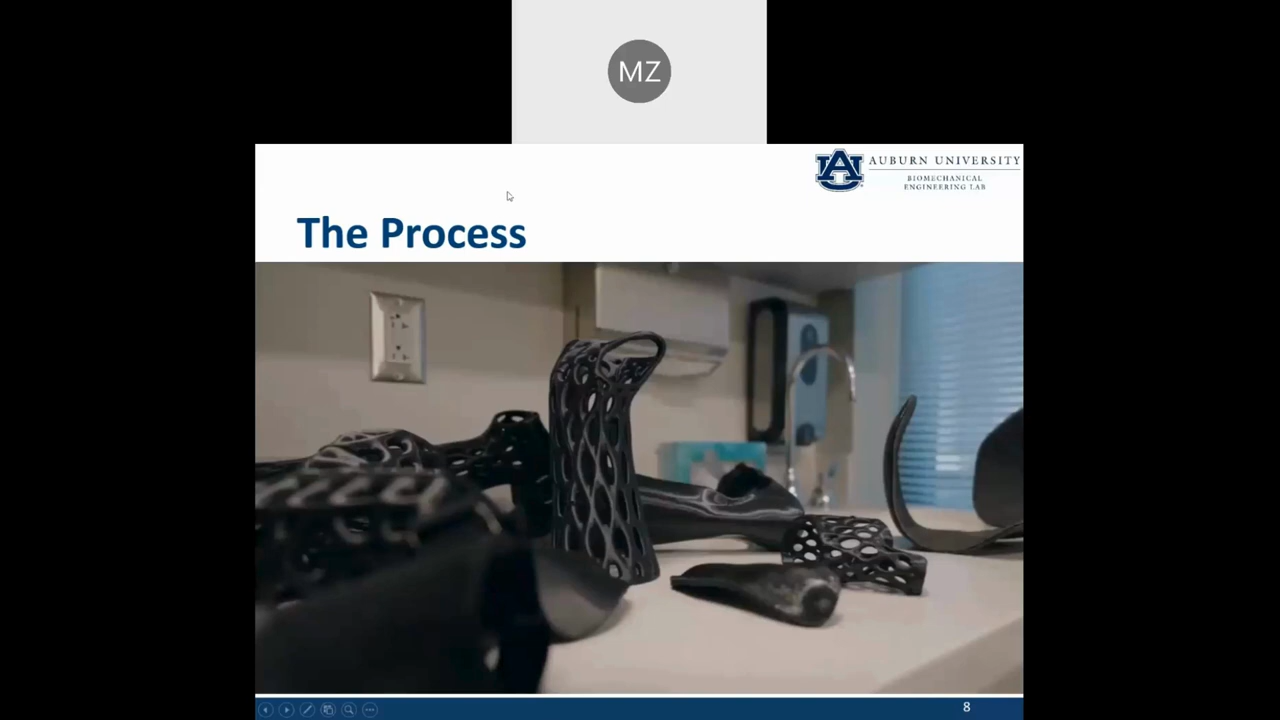 MZ
AUBURN UNIVERSITY
BIOMECHANICAL
ENGINEERING LAB
The Process
8